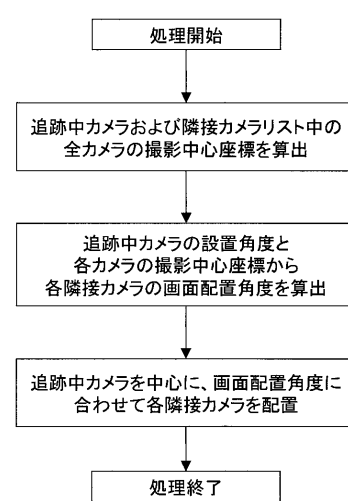 処理開始
追跡中カメラおよび隣接カメラリスト中の
全カメラの撮影中心座標を算出
追跡中カメラの設置角度と
各カメラの撮影中心座標から
各隣接カメラの画面配置角度を算出
追跡中カメラを中心に、画面配置角度に
合わせて各隣接カメラを配置
処理終了